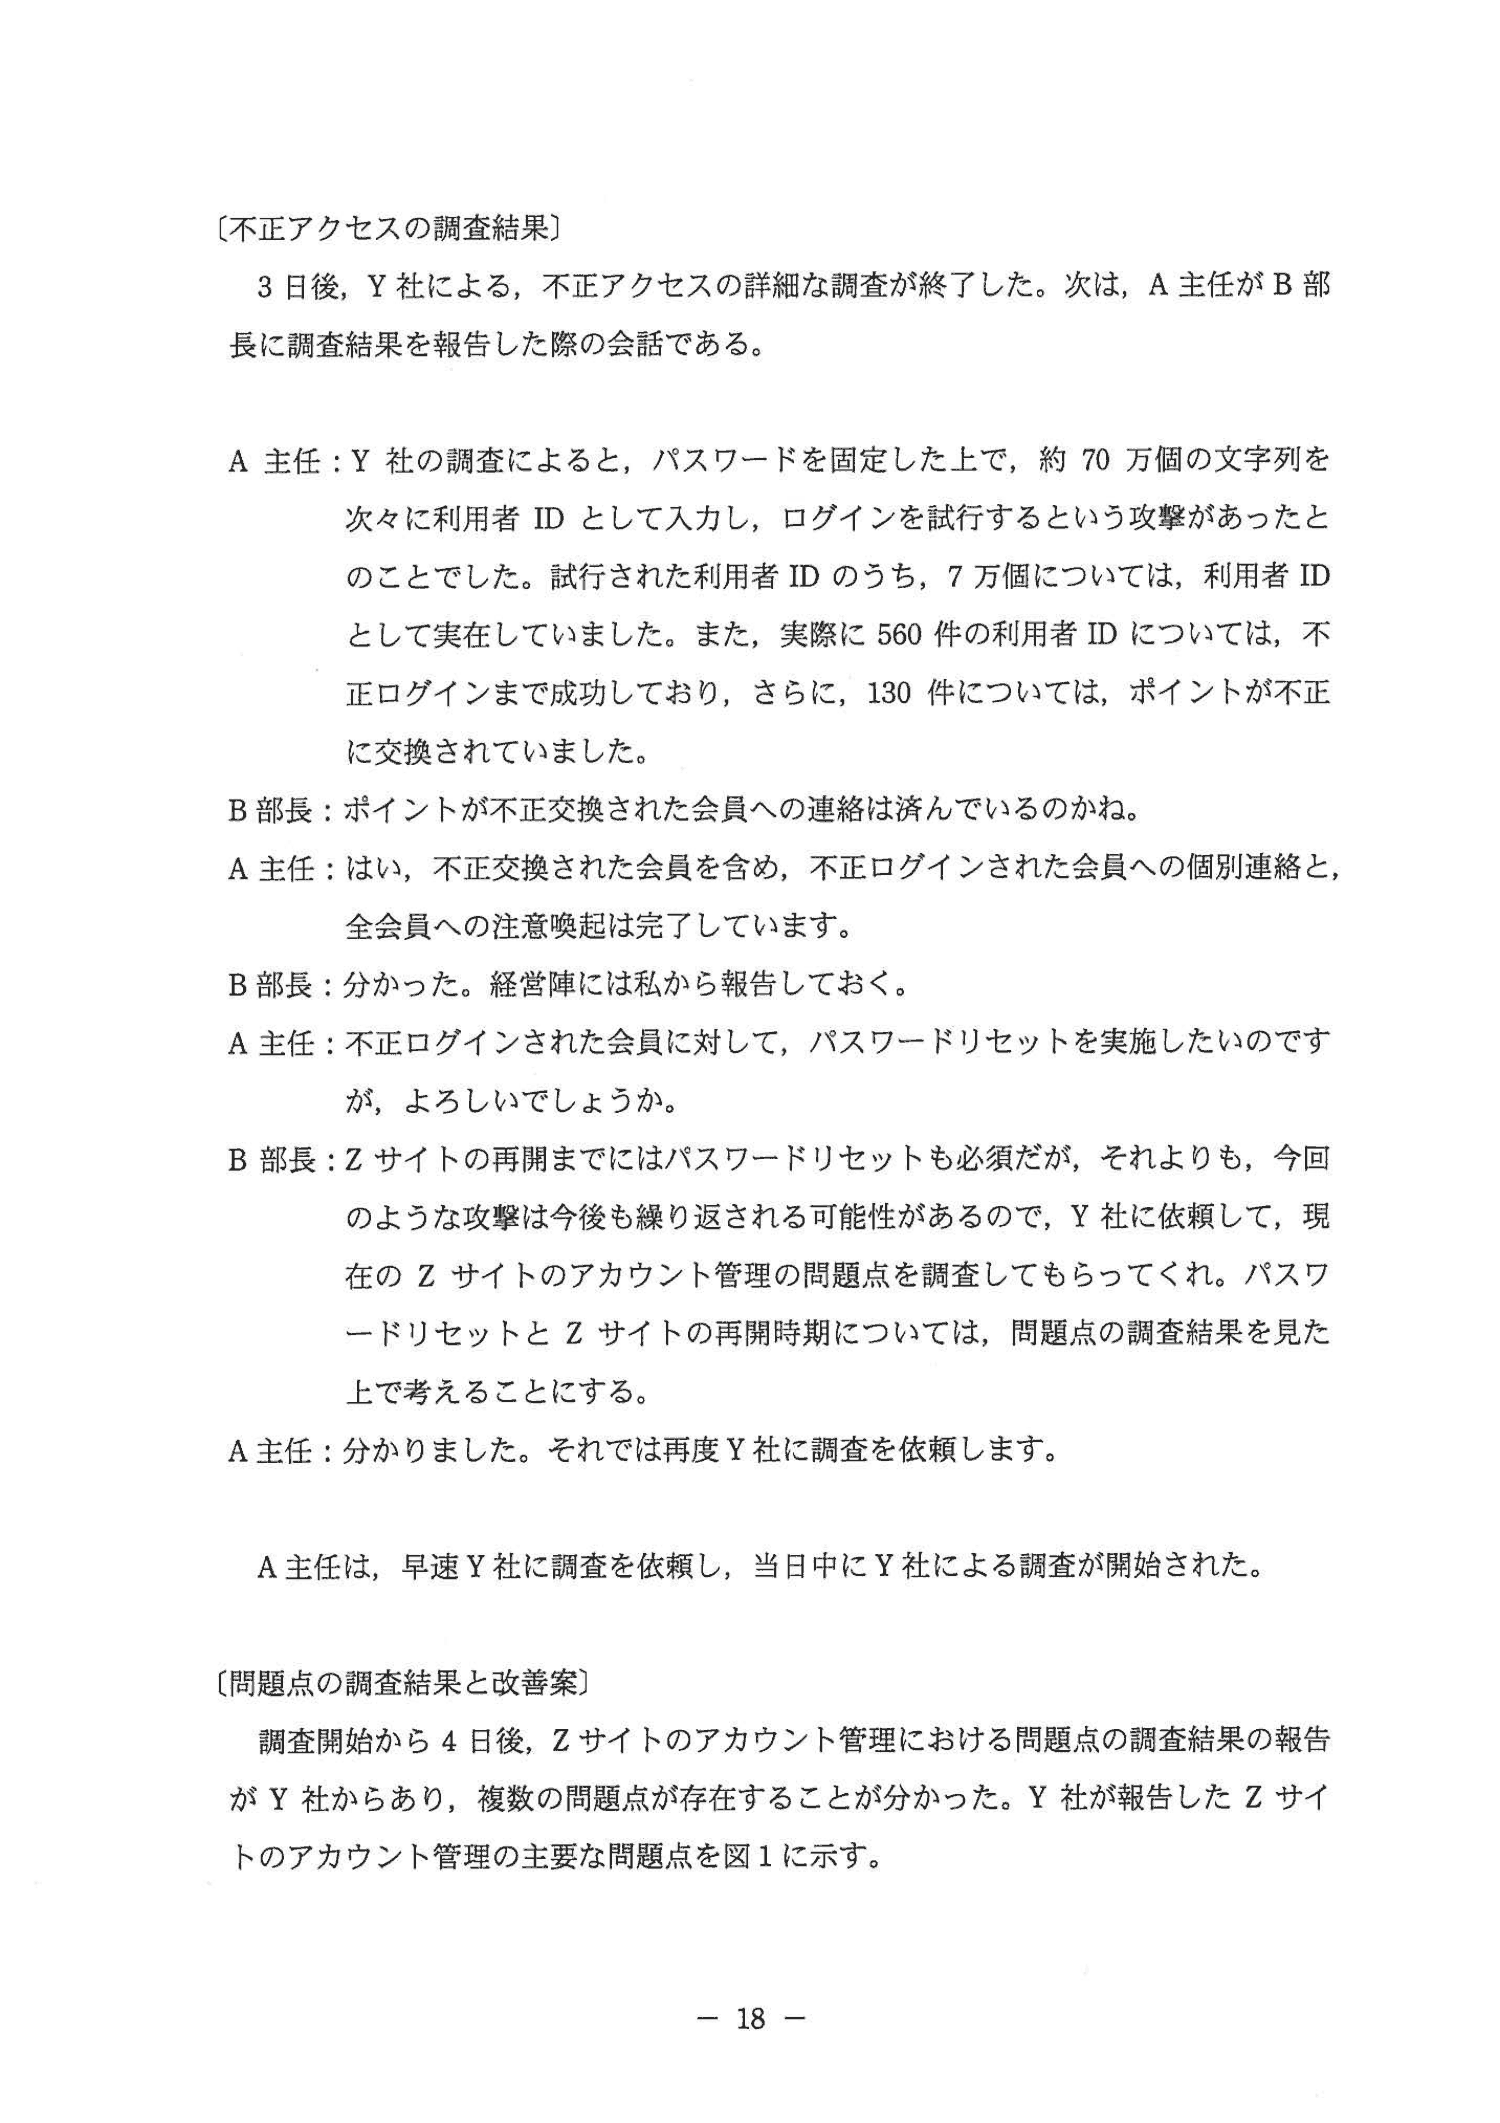 〔不正アクセスの調査結果〕
3 日後，Y 社による，不正アクセスの詳細な調査が終了した。次は，A 主任が B 部
長に調査結果を報告した際の会話である。
A 主任：Y 社の調査によると，パスワードを固定した上で，約 70 万個の文字列を
次々に利用者 ID として入力し，ログインを試行するという攻撃があったと
のことでした。試行された利用者 ID のうち，7 万個については，利用者 ID
として実在していました。また，実際に 560 件の利用者 ID については，不
正ログインまで成功しており，さらに，130 件については，ポイントが不正
に交換されていました。
B 部長：ポイントが不正交換された会員への連絡は済んでいるのかね。
A 主任：はい，不正交換された会員を含め，不正ログインされた会員への個別連絡と，
全会員への注意喚起は完了しています。
B 部長：分かった。経営陣には私から報告しておく。
A 主任：不正ログインされた会員に対して，パスワードリセットを実施したいのです
が，よろしいでしょうか。
B 部長：Z サイトの再開までにはパスワードリセットも必須だが，それよりも，今回
のような攻撃は今後も繰り返される可能性があるので，Y 社に依頼して，現
在の Z サイトのアカウント管理の問題点を調査してもらってくれ。パスワ
ードリセットと Z サイトの再開時期については，問題点の調査結果を見た
上で考えることにする。
A 主任：分かりました。それでは再度 Y 社に調査を依頼します。
A 主任は，早速 Y 社に調査を依頼し，当日中に Y 社による調査が開始された。
〔問題点の調査結果と改善案〕
調査開始から 4 日後，Z サイトのアカウント管理における問題点の調査結果の報告
が Y 社からあり，複数の問題点が存在することが分かった。Y 社が報告した Z サイ
トのアカウント管理の主要な問題点を図 1 に示す。
－ 18 －